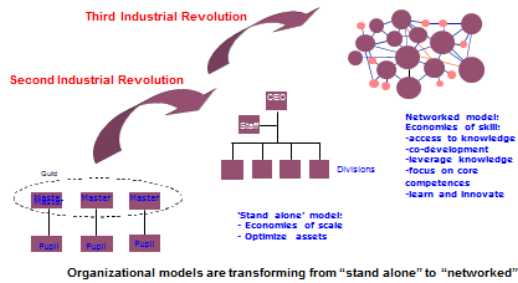 Third Industrial Revolution
Second Industrial Revolution
CEO
Staff
Divisions
Guild
Master Master Master
Master
Pupil Pupil Pupil
'Stand alone' model:
- Economies of scale
- Optimize assets
Networked model:
Economies of skill:
-access to knowledge
-co-development
-leverage knowledge
-focus on core
competences
-learn and innovate
Organizational models are transforming from “stand alone” to “networked”